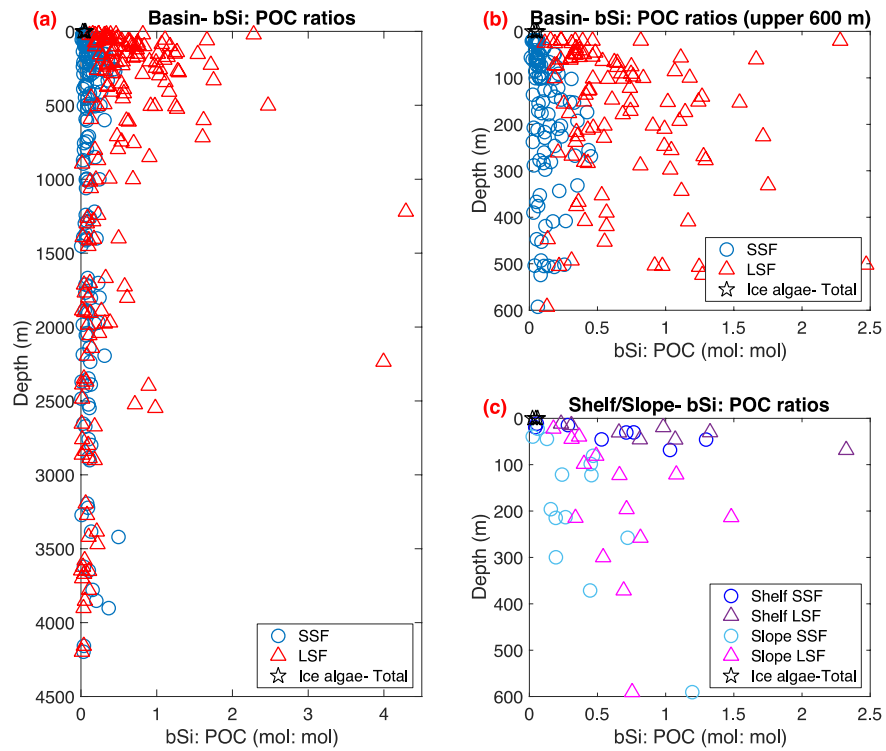 (a)
Basin- bSi: POC ratios
0
500
1000
1500
2000
2500
3000
3500
4000
4500
Depth (m)
0
1
2
3
4
bSi: POC (mol: mol)
SSF
LSF
Ice algae- Total
(b)
Basin- bSi: POC ratios (upper 600 m)
0
100
200
300
400
500
600
Depth (m)
0
0.5
1
1.5
2
2.5
bSi: POC (mol: mol)
SSF
LSF
Ice algae- Total
(c)
Shelf/Slope- bSi: POC ratios
0
100
200
300
400
500
600
Depth (m)
0
0.5
1
1.5
2
2.5
bSi: POC (mol: mol)
Shelf SSF
Shelf LSF
Slope SSF
Slope LSF
Ice algae-Total